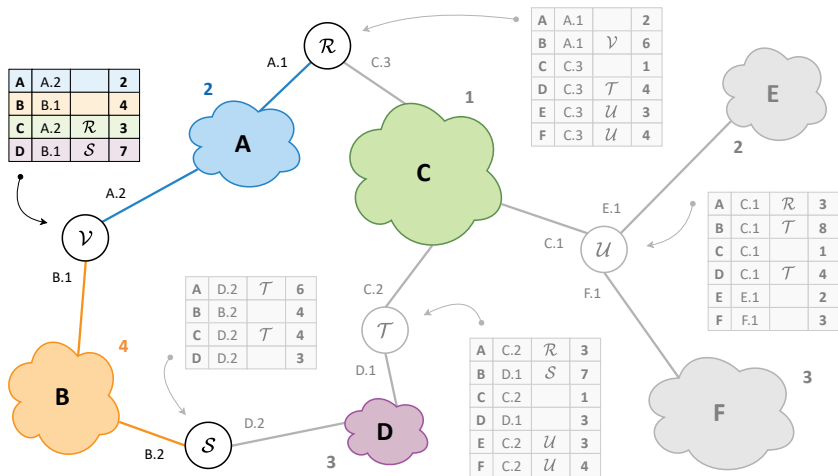 R
A.1
C.3
A A.1 2
B A.1 V 6
C C.3 1
D C.3 T 4
E C.3 U 3
F C.3 U 4
A A.2 2
B B.1 4
C A.2 R 3
D B.1 S 7
2
A
1
C
E
2
A.2
V
B.1
E.1
C.1
U
F.1
A C.1 R 3
B C.1 T 8
C C.1 1
D C.1 T 4
E E.1 2
F F.1 3
A D.2 T 6
B B.2 4
C D.2 T 4
D D.2 3
C.2
T
D.1
4
B
B.2
S
D.2
D
3
A C.2 R 3
B D.1 S 7
C C.2 1
D D.1 3
E C.2 U 3
F C.2 U 4
3
F